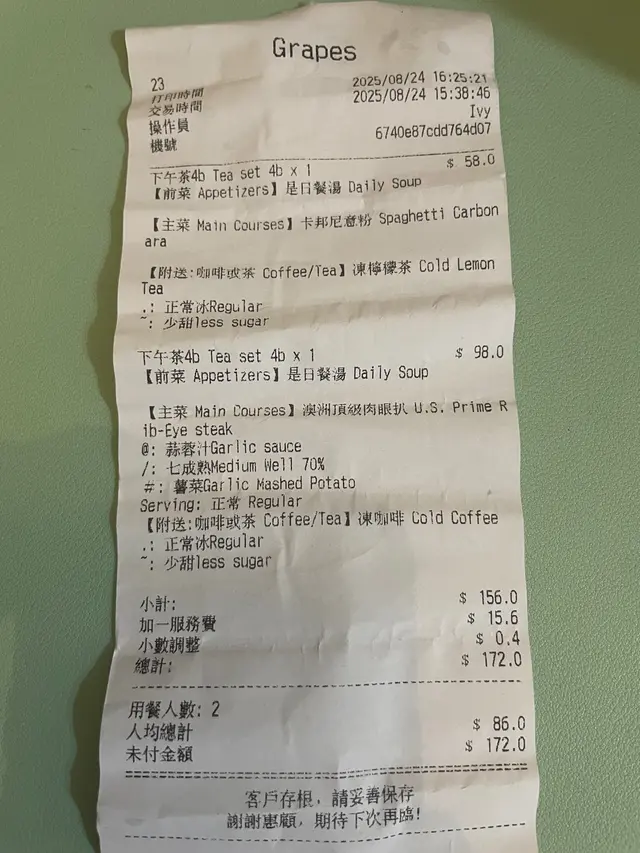 Grapes
23
打印時間 2025/08/24 16:25:21
交易時間 2025/08/24 15:38:46
操作員 Ivy
機號 6740e87cdd764d07
下午茶4b Tea set 4b x 1 $ 58.0
【前菜 Appetizers】是日餐湯 Daily Soup
【主菜 Main Courses】卡邦尼意粉 Spaghetti Carbon
ara
【附送:咖啡或茶 Coffee/Tea】凍檸檬茶 Cold Lemon
Tea
.: 正常冰Regular
~: 少甜less sugar
下午茶4b Tea set 4b x 1 $ 98.0
【前菜 Appetizers】是日餐湯 Daily Soup
【主菜 Main Courses】澳洲頂級肉眼扒 U.S. Prime R
ib-Eye steak
@: 蒜蓉汁Garlic sauce
/: 七成熟Medium Well 70%
#: 薯菜Garlic Mashed Potato
Serving: 正常 Regular
【附送:咖啡或茶 Coffee/Tea】凍咖啡 Cold Coffee
.: 正常冰Regular
~: 少甜less sugar
小計: $ 156.0
加一服務費 $ 15.6
小數調整 $ 0.4
總計: $ 172.0
用餐人數: 2
人均總計 $ 86.0
未付金額 $ 172.0
客戶存根，請妥善保存
謝謝惠顧，期待下次再臨!